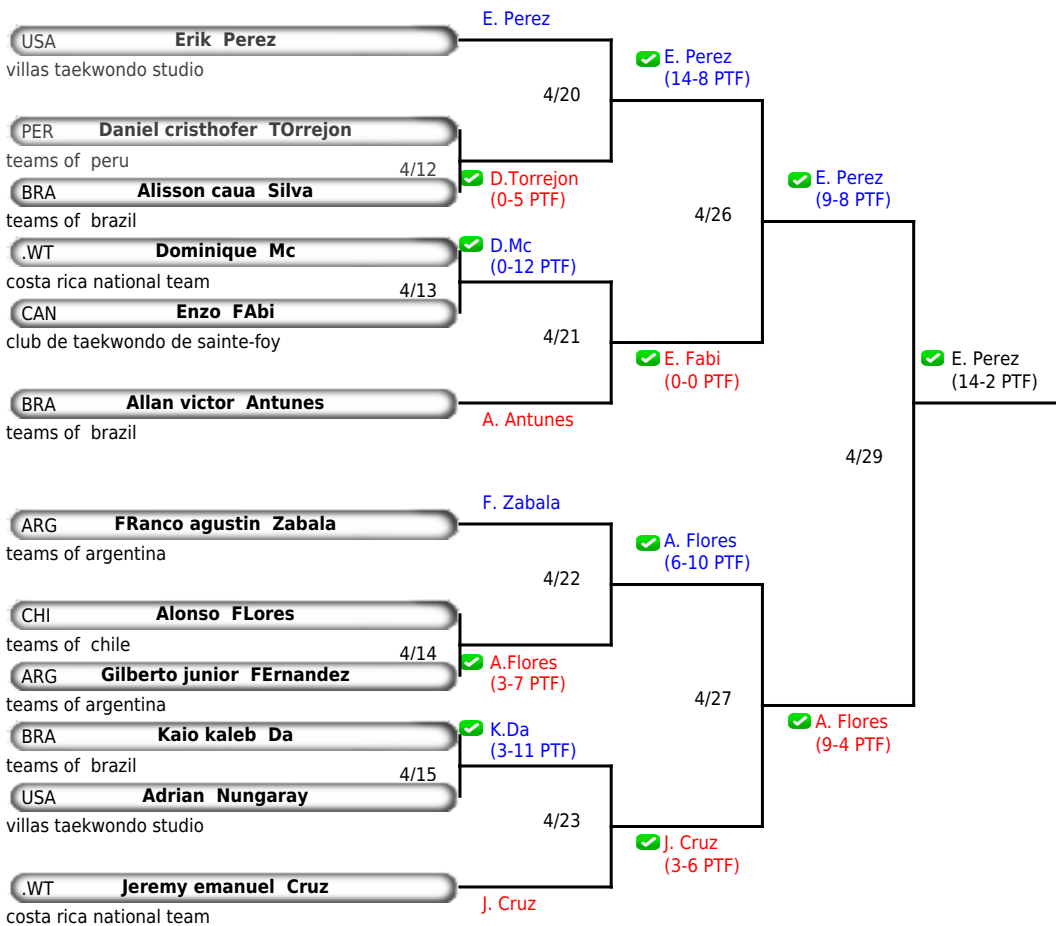 E. Perez
USA Erik Perez
villas taekwondo studio
E. Perez
(14-8 PTF)
4/20
PER Daniel cristhofer TOrrejon
teams of peru
4/12
D.Torrejon
(0-5 PTF)
BRA Alisson caua Silva
teams of brazil
E. Perez
(9-8 PTF)
4/26
.WT Dominique Mc
costa rica national team
D.Mc
(0-12 PTF)
4/13
CAN Enzo FAbi
club de taekwondo de sainte-foy
4/21
E. Fabi
(0-0 PTF)
E. Perez
(14-2 PTF)
BRA Allan victor Antunes
teams of brazil
A. Antunes
4/29
F. Zabala
ARG FRanco agustin Zabala
teams of argentina
A. Flores
(6-10 PTF)
4/22
CHI Alonso FLores
teams of chile
4/14
A.Flores
(3-7 PTF)
ARG Gilberto junior FErnandez
teams of argentina
4/27
A. Flores
(9-4 PTF)
BRA Kaio kaleb Da
teams of brazil
K.Da
(3-11 PTF)
4/15
USA Adrian Nungaray
villas taekwondo studio
4/23
J. Cruz
(3-6 PTF)
.WT Jeremy emanuel Cruz
costa rica national team
J. Cruz